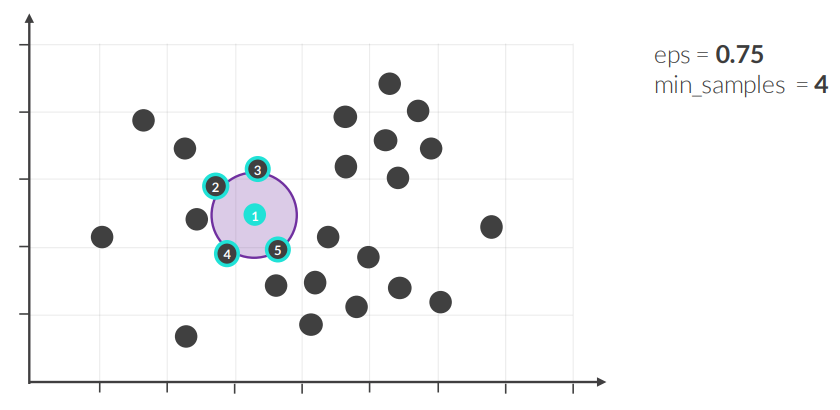 eps = 0.75
min_samples = 4
3
2
1
5
4